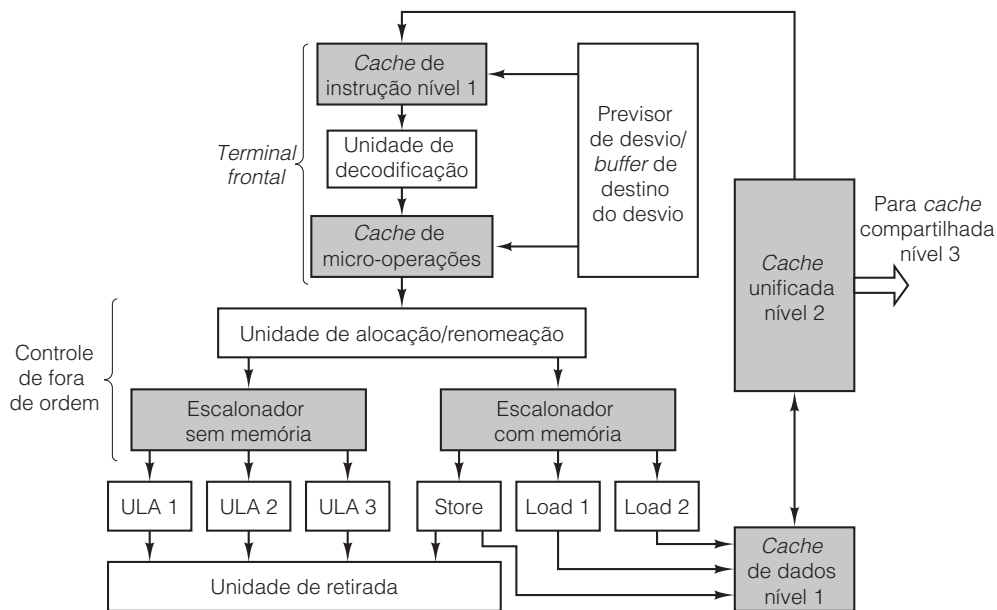 Cache de
instrução nível 1
Unidade de
decodificação
Cache de
micro-operações
Terminal
frontal
Previsor
de desvio/
buffer de
destino
do desvio
Cache
unificada
nível 2
Para cache
compartilhada
nível 3
Controle
de fora
de ordem
Unidade de alocação/renomeação
Escalonador
sem memória
Escalonador
com memória
ULA 1
ULA 2
ULA 3
Store
Load 1
Load 2
Unidade de retirada
Cache
de dados
nível 1